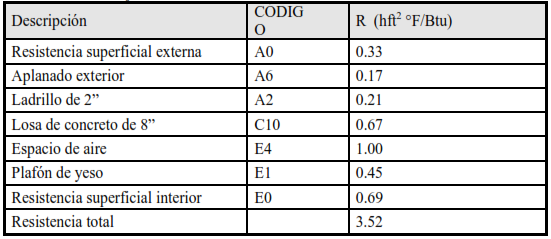 Descripción CODIGO R (hft² °F/Btu)
Resistencia superficial externa A0 0.33
Aplanado exterior A6 0.17
Ladrillo de 2” A2 0.21
Losa de concreto de 8” C10 0.67
Espacio de aire E4 1.00
Plafón de yeso E1 0.45
Resistencia superficial interior E0 0.69
Resistencia total 3.52